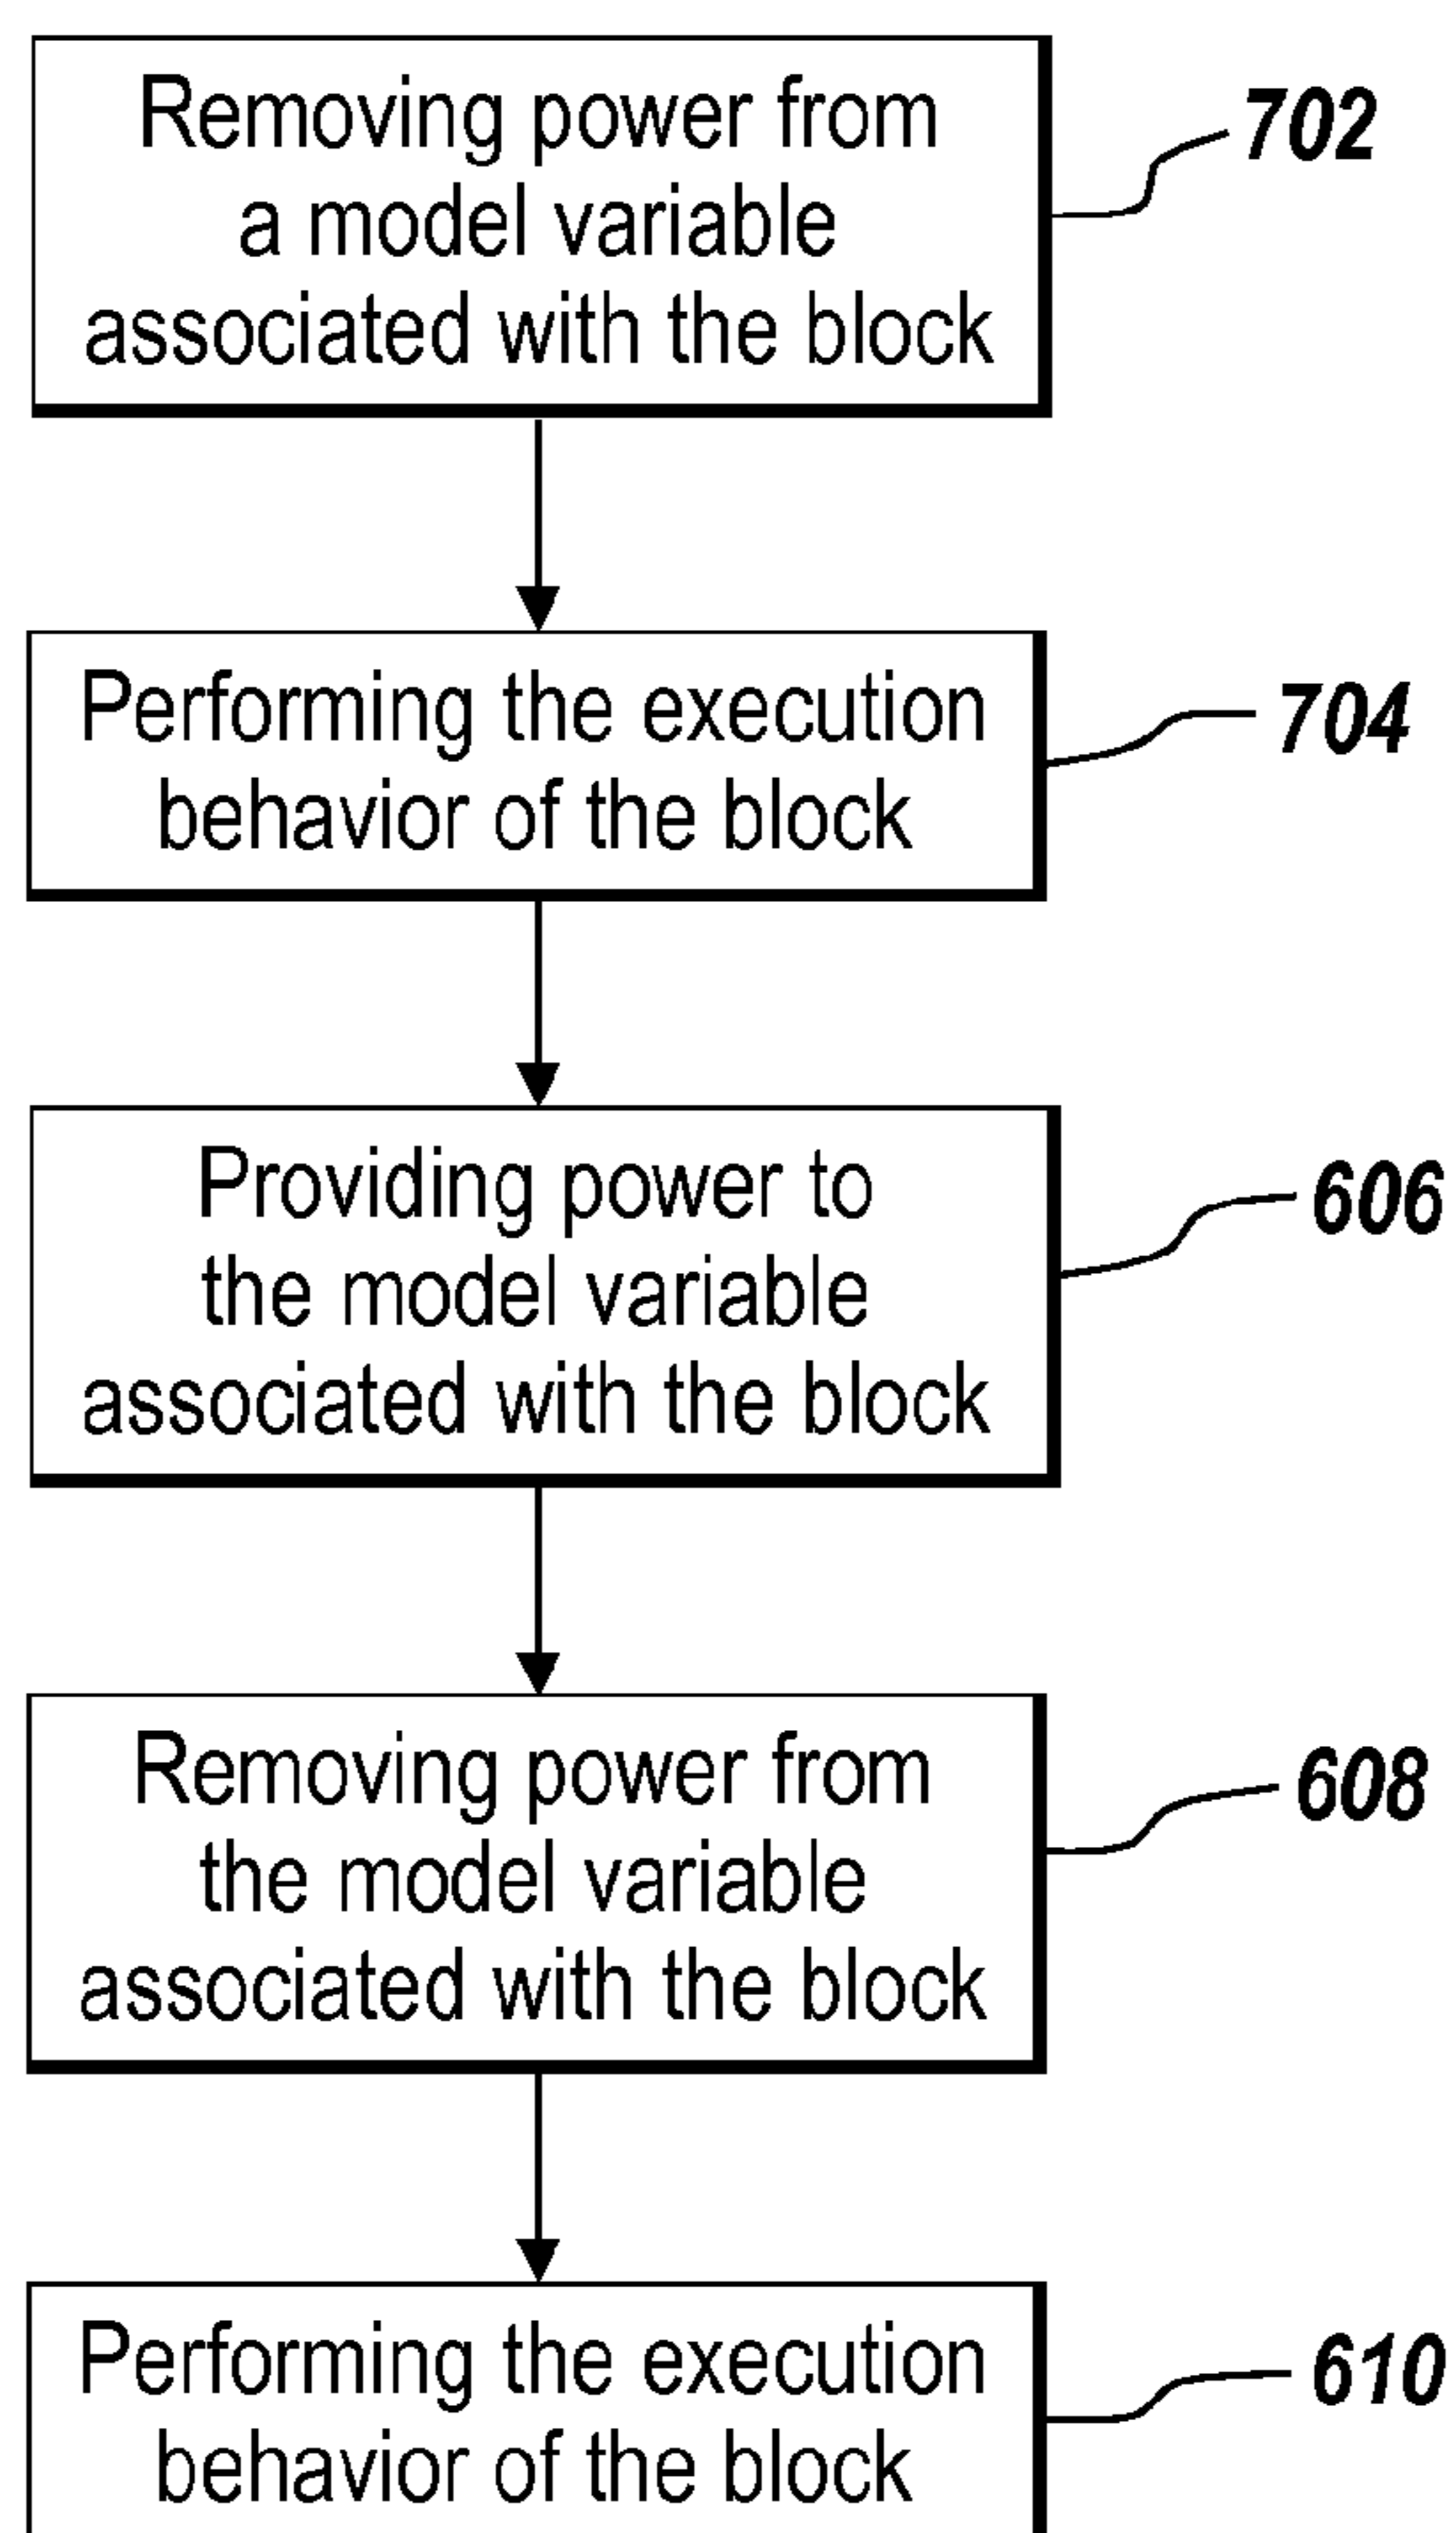 Removing power from
a model variable
associated with the block
702
Performing the execution
behavior of the block
704
Providing power to
the model variable
associated with the block
606
Removing power from
the model variable
associated with the block
608
Performing the execution
behavior of the block
610